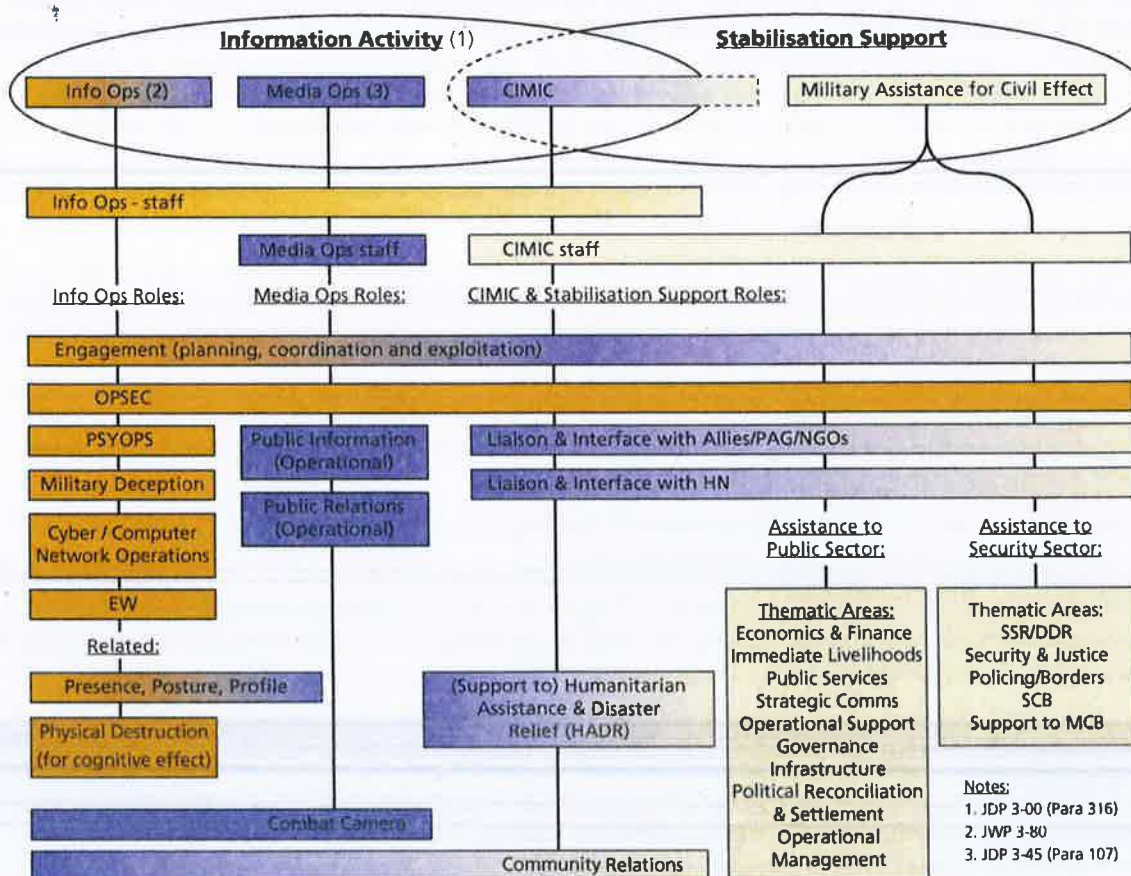 Information Activity (1)
Stabilisation Support
Info Ops (2)
Media Ops (3)
CIMIC
Military Assistance for Civil Effect
Info Ops - staff
Media Ops staff
CIMIC staff
Info Ops Roles:
Media Ops Roles:
CIMIC & Stabilisation Support Roles:
Engagement (planning, coordination and exploitation)
OPSEC
PSYOPS
Military Deception
Cyber / Computer
Network Operations
EW
Related:
Presence, Posture, Profile
Physical Destruction
(for cognitive effect)
Public Information
(Operational)
Public Relations
(Operational)
Combat Camera
Community Relations
Liaison & Interface with Allies/PAG/NGOs
Liaison & Interface with HN
(Support to) Humanitarian
Assistance & Disaster
Relief (HADR)
Assistance to
Public Sector:
Thematic Areas:
Economics & Finance
Immediate Livelihoods
Public Services
Strategic Comms
Operational Support
Governance
Infrastructure
Political Reconciliation
& Settlement
Operational
Management
Assistance to
Security Sector:
Thematic Areas:
SSR/DDR
Security & Justice
Policing/Borders
SCB
Support to MCB
Notes:
1. JDP 3-00 (Para 316)
2. JWP 3-80
3. JDP 3-45 (Para 107)